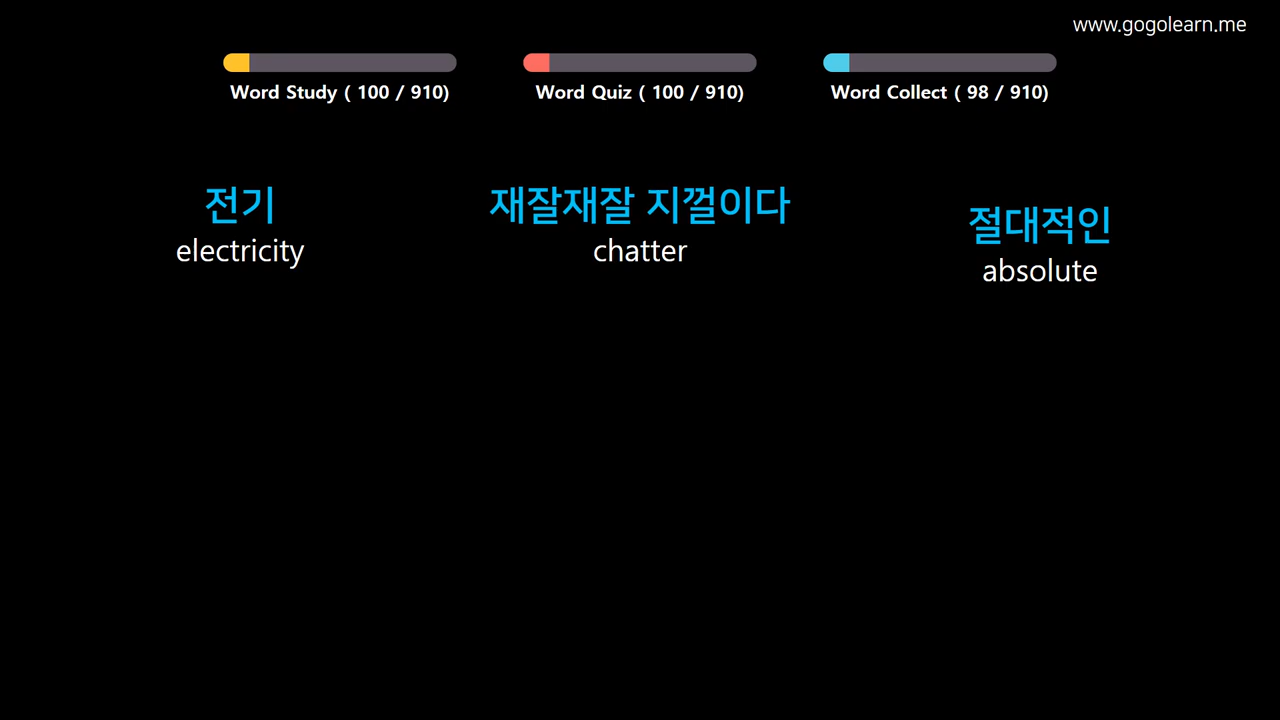 www.gogolearn.me
Word Study ( 100 / 910)
Word Quiz ( 100 / 910)
Word Collect ( 98 / 910)
전기
electricity
재잘재잘 지껄이다
chatter
절대적인
absolute